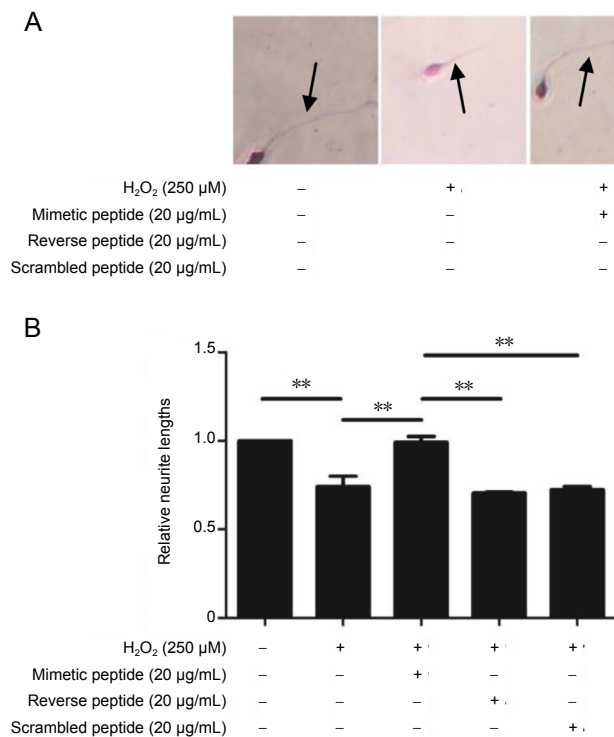 A
H₂O₂ (250 µM) – + +
Mimetic peptide (20 µg/mL) – – +
Reverse peptide (20 µg/mL) – – –
Scrambled peptide (20 µg/mL) – – –
B
1.5
**
** **
**
1.0
Relative neurite lengths
0.5
0
H₂O₂ (250 µM) – + + + +
Mimetic peptide (20 µg/mL) – – + – –
Reverse peptide (20 µg/mL) – – – + –
Scrambled peptide (20 µg/mL) – – – – +